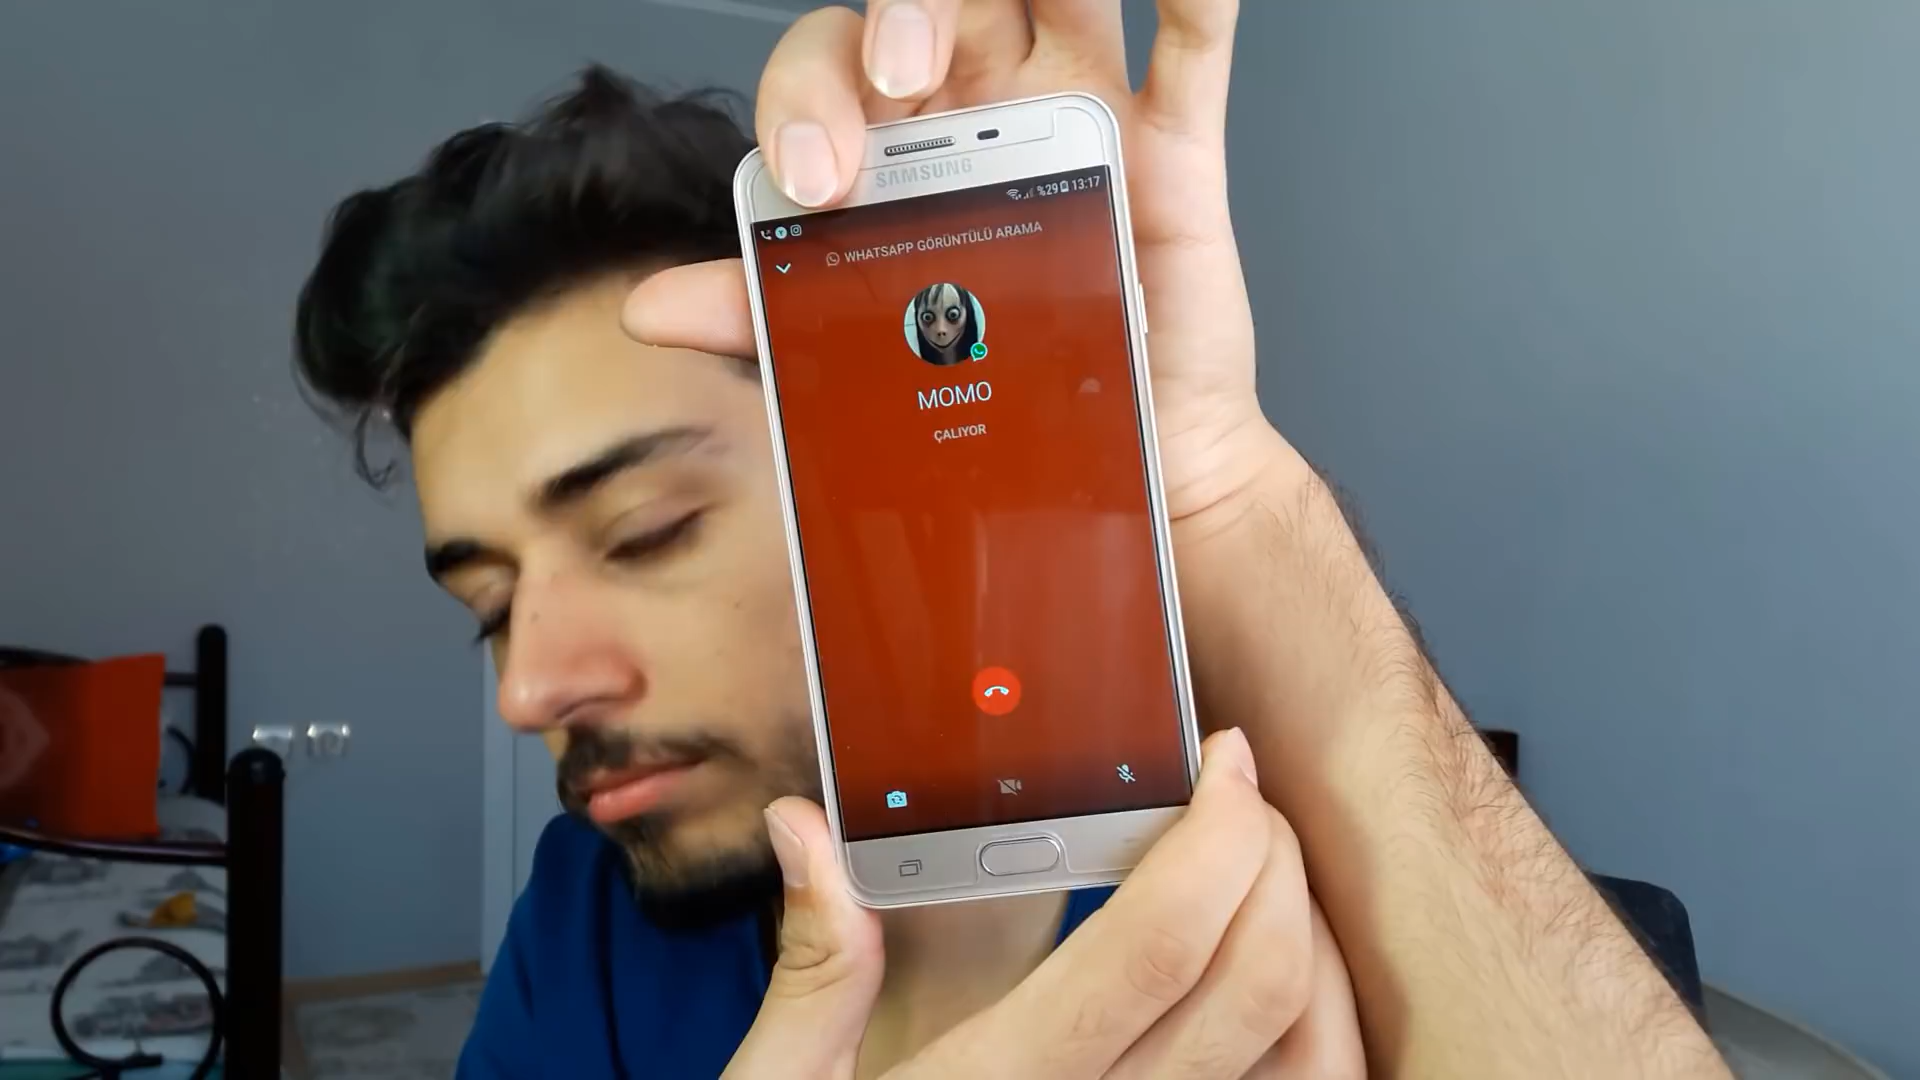 SAMSUNG
%29 13:17
WHATSAPP GÖRÜNTÜLÜ ARAMA
MOMO
ÇALIYOR